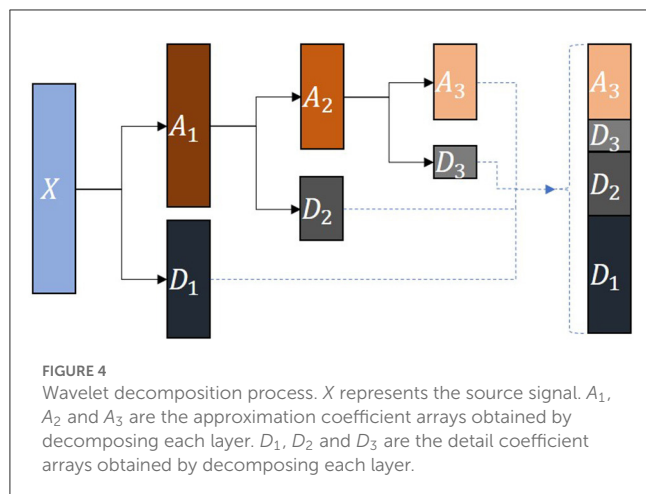 X
A₁
D₁
A₂
D₂
A₃
D₃
A₃
D₃
D₂
D₁
FIGURE 4
Wavelet decomposition process. X represents the source signal. A₁,
A₂ and A₃ are the approximation coefficient arrays obtained by
decomposing each layer. D₁, D₂ and D₃ are the detail coefficient
arrays obtained by decomposing each layer.